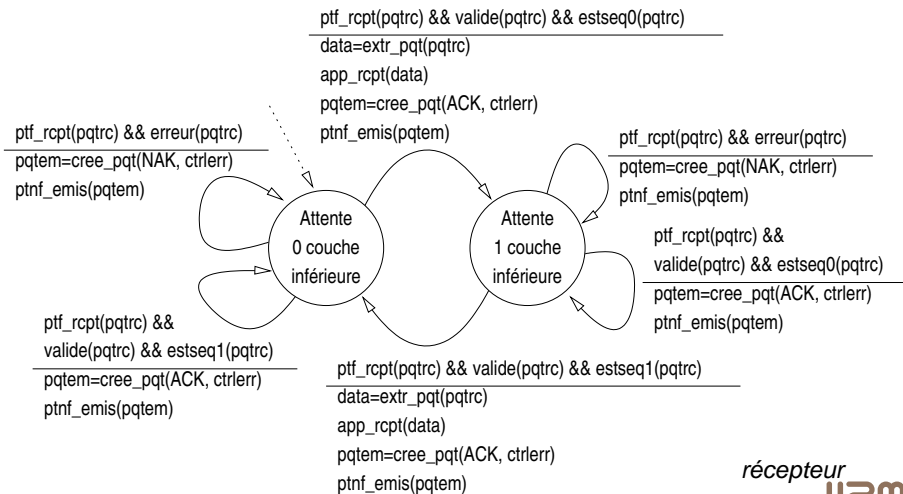 ptf_rcpt(pqtrc) && valide(pqtrc) && estseq0(pqtrc)
data=extr_pqt(pqtrc)
app_rcpt(data)
pqtem=cree_pqt(ACK, ctrlerr)
ptnf_emis(pqtem)
ptf_rcpt(pqtrc) && erreur(pqtrc)
pqtem=cree_pqt(NAK, ctrlerr)
ptnf_emis(pqtem)
ptf_rcpt(pqtrc) && erreur(pqtrc)
pqtem=cree_pqt(NAK, ctrlerr)
ptnf_emis(pqtem)
Attente
0 couche
inférieure
Attente
1 couche
inférieure
ptf_rcpt(pqtrc) &&
valide(pqtrc) && estseq0(pqtrc)
pqtem=cree_pqt(ACK, ctrlerr)
ptnf_emis(pqtem)
ptf_rcpt(pqtrc) &&
valide(pqtrc) && estseq1(pqtrc)
pqtem=cree_pqt(ACK, ctrlerr)
ptnf_emis(pqtem)
ptf_rcpt(pqtrc) && valide(pqtrc) && estseq1(pqtrc)
data=extr_pqt(pqtrc)
app_rcpt(data)
pqtem=cree_pqt(ACK, ctrlerr)
ptnf_emis(pqtem)
récepteur